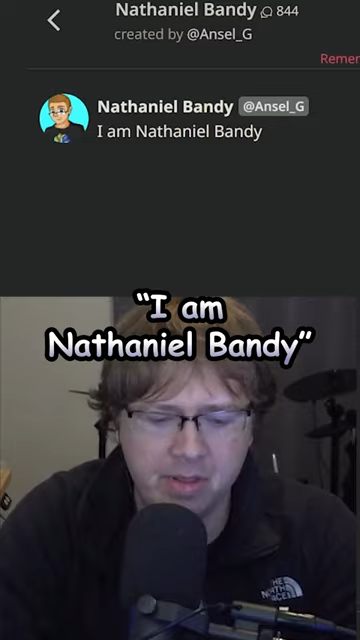 Nathaniel Bandy 844
created by @Ansel_G
Remer
Nathaniel Bandy @Ansel_G
I am Nathaniel Bandy
"I am
Nathaniel Bandy"
THE
NORTH
FACE